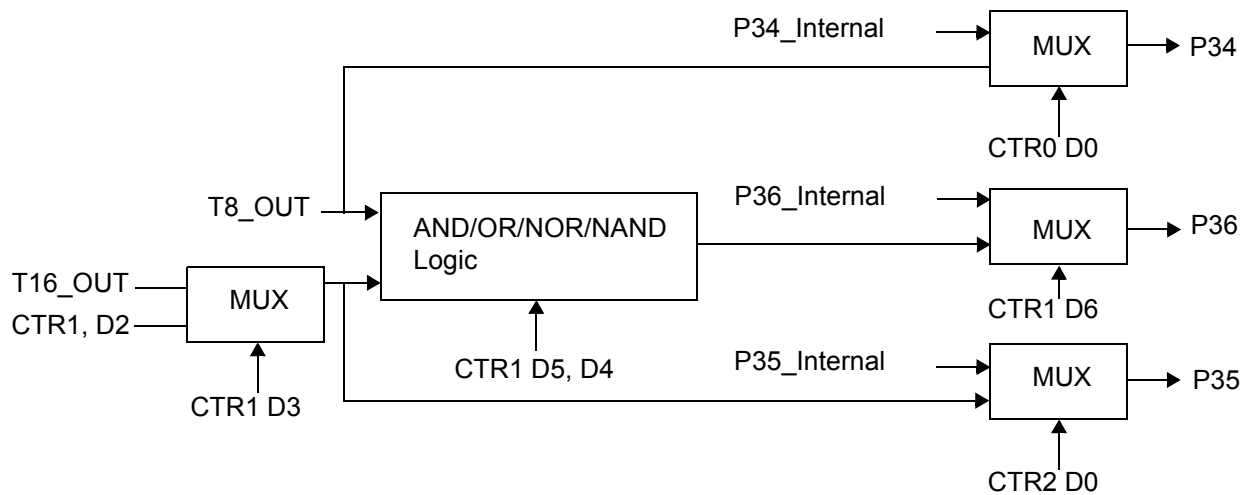 P34_Internal
MUX
P34
CTR0 D0
T8_OUT
AND/OR/NOR/NAND
Logic
P36_Internal
MUX
P36
T16_OUT
MUX
CTR1, D2
CTR1 D6
CTR1 D5, D4
P35_Internal
MUX
P35
CTR1 D3
CTR2 D0